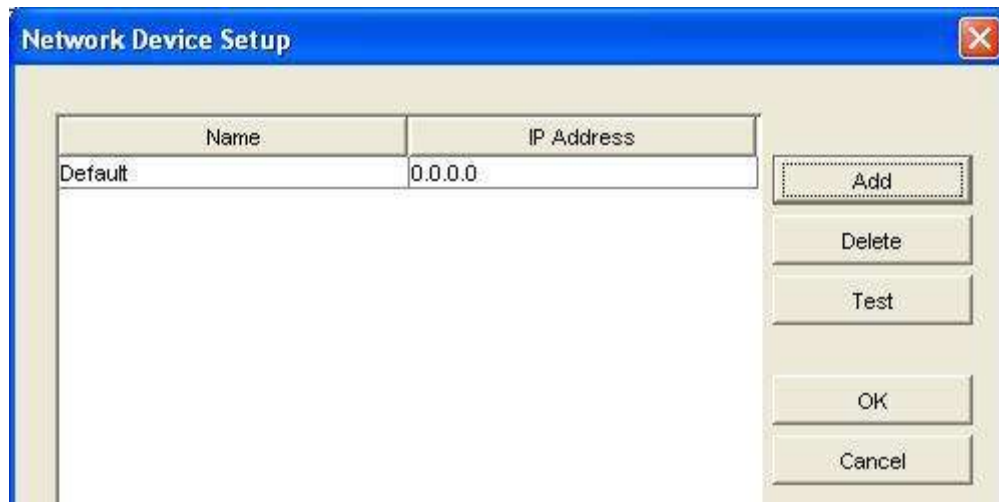 Network Device Setup
Name IP Address
Default 0.0.0.0
Add
Delete
Test
OK
Cancel